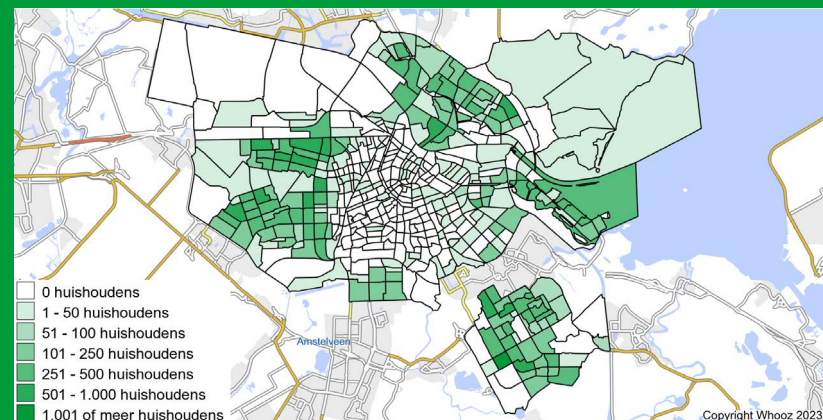 0 huishoudens
1 - 50 huishoudens
51 - 100 huishoudens
101 - 250 huishoudens
251 - 500 huishoudens
501 - 1.000 huishoudens
1.001 of meer huishoudens
Amstelveen
Copyright Whooz 2023